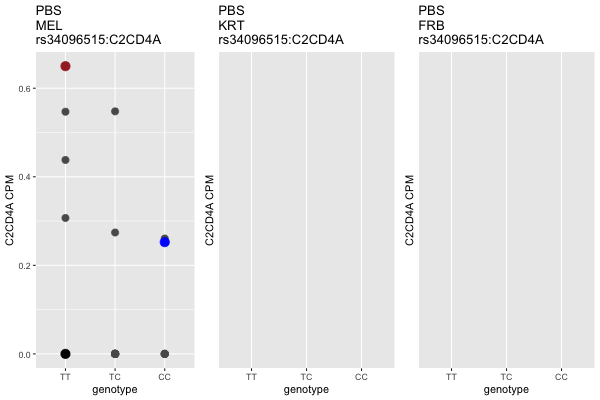 PBS
MEL
rs34096515:C2CD4A
PBS
KRT
rs34096515:C2CD4A
PBS
FRB
rs34096515:C2CD4A
C2CD4A CPM
0.6
0.4
0.2
0.0
TT TC CC
genotype
C2CD4A CPM
TT TC CC
genotype
C2CD4A CPM
TT TC CC
genotype